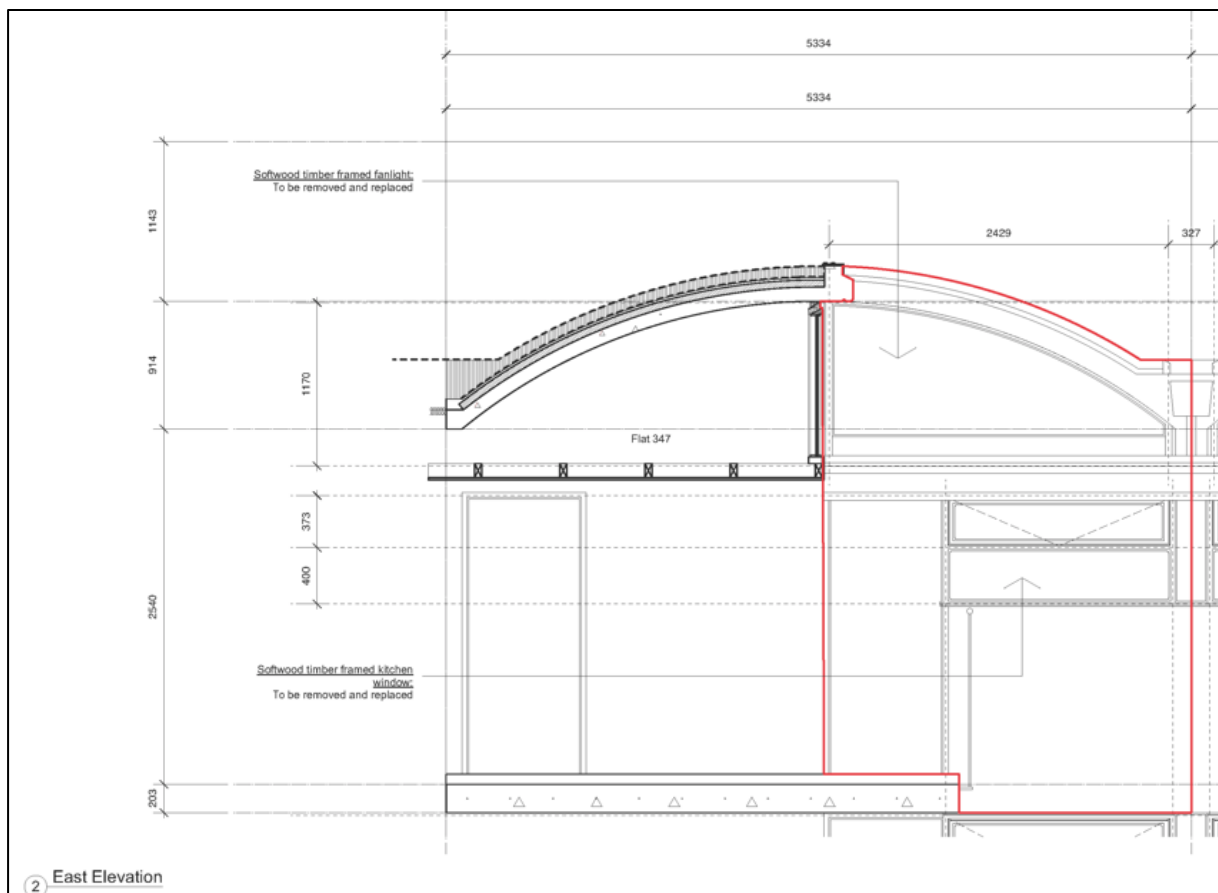 5334
5334
Softwood timber framed fanlight:
To be removed and replaced
1143
2429
327
914
1170
Flat 347
373
400
2540
Softwood timber framed kitchen
window:
To be removed and replaced
203
2 East Elevation